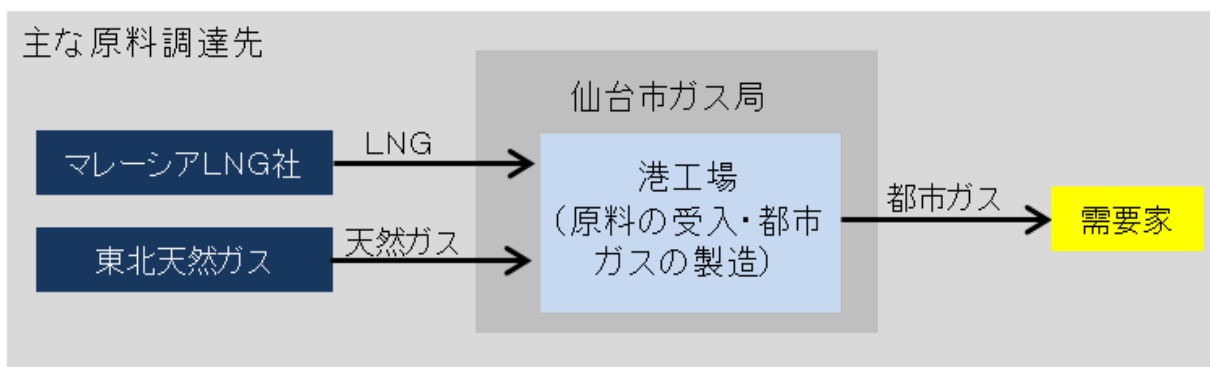 主な原料調達先
仙台市ガス局
マレーシアLNG社
LNG
港工場
(原料の受入・都市
ガスの製造)
都市ガス
需要家
東北天然ガス
天然ガス